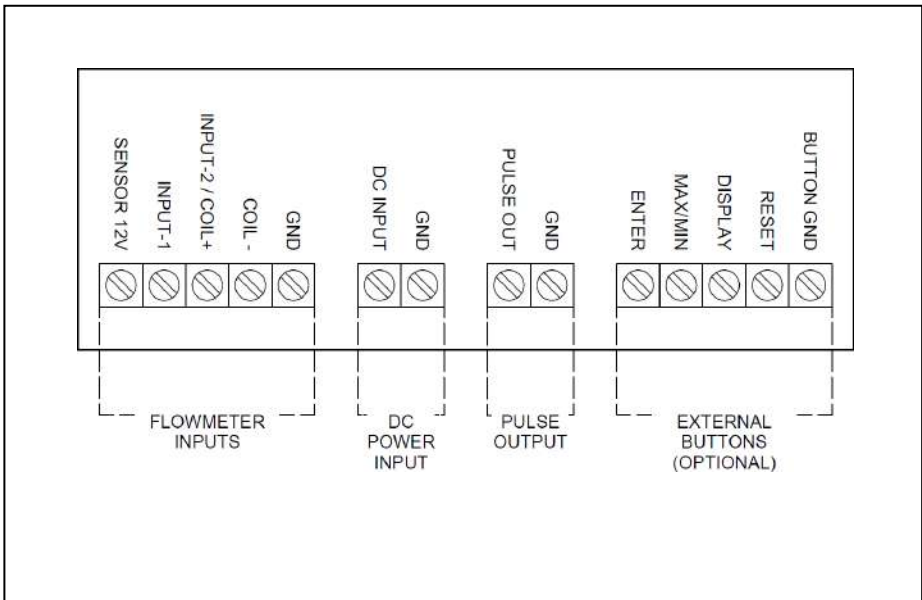 SENSOR 12V
INPUT-1
INPUT-2 / COIL+
COIL -
GND
DC INPUT
GND
PULSE OUT
GND
ENTER
MAX/MIN
DISPLAY
RESET
BUTTON GND
FLOWMETER
INPUTS
DC
POWER
INPUT
PULSE
OUTPUT
EXTERNAL
BUTTONS
(OPTIONAL)